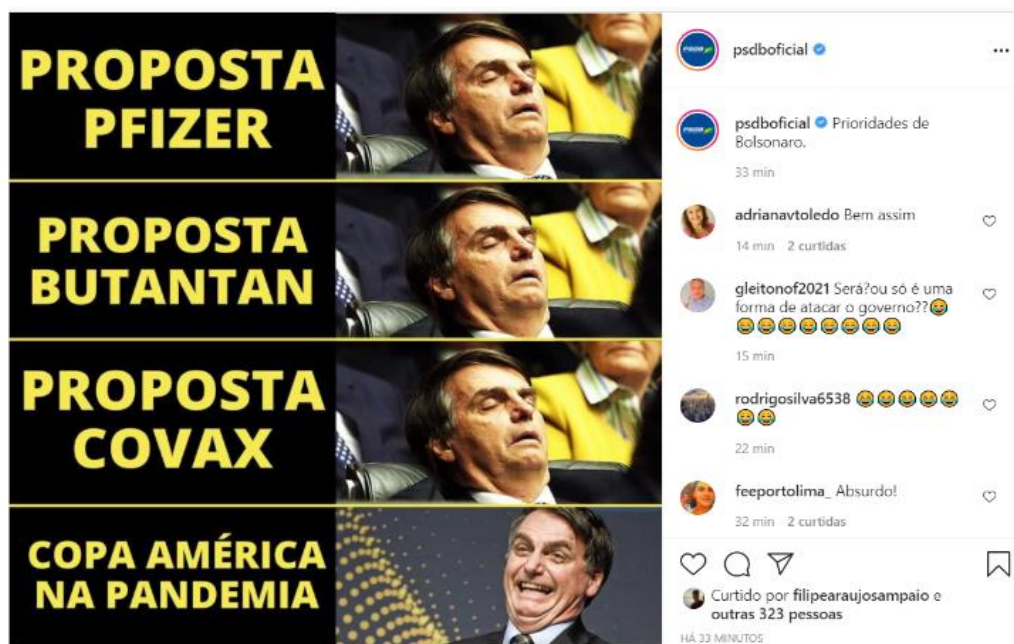 PROPOSTA
PFIZER
PROPOSTA
BUTANTAN
PROPOSTA
COVAX
COPA AMÉRICA
NA PANDEMIA
PSDB
psdboficial
PSDB
psdboficial Prioridades de
Bolsonaro.
33 min
adrianavtoledo Bem assim
14 min 2 curtidas
gleitonof2021 Será?ou só é uma
forma de atacar o governo??😂
😂😂😂😂😂😂😂😂
15 min
rodrigosilva6538 😂😂😂😂😂
😂😂
22 min
feeportolima_ Absurdo!
32 min 2 curtidas
Curtido por filipearaujosampaio e
outras 323 pessoas
HÁ 33 MINUTOS